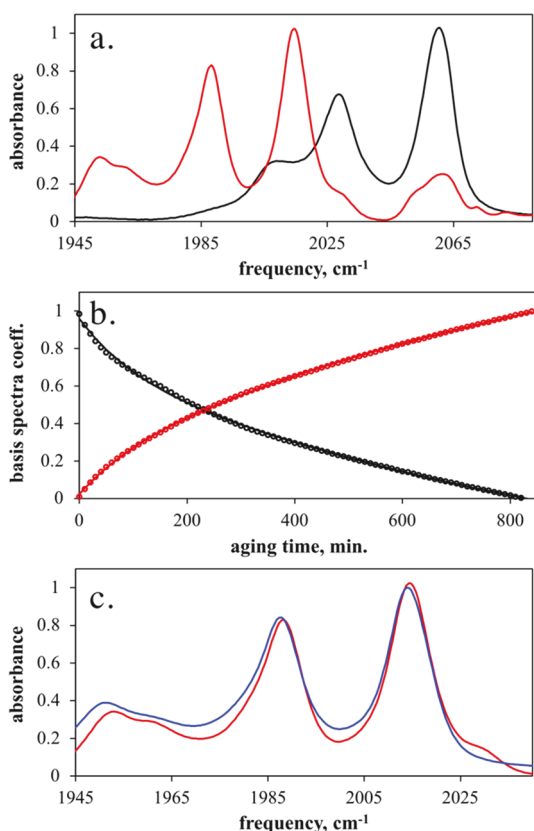 a.
absorbance
1
0.8
0.6
0.4
0.2
0
1945 1985 2025 2065
frequency, cm-1
b.
basis spectra coeff.
1
0.8
0.6
0.4
0.2
0
0 200 400 600 800
aging time, min.
c.
absorbance
1
0.8
0.6
0.4
0.2
0
1945 1965 1985 2005 2025
frequency, cm-1